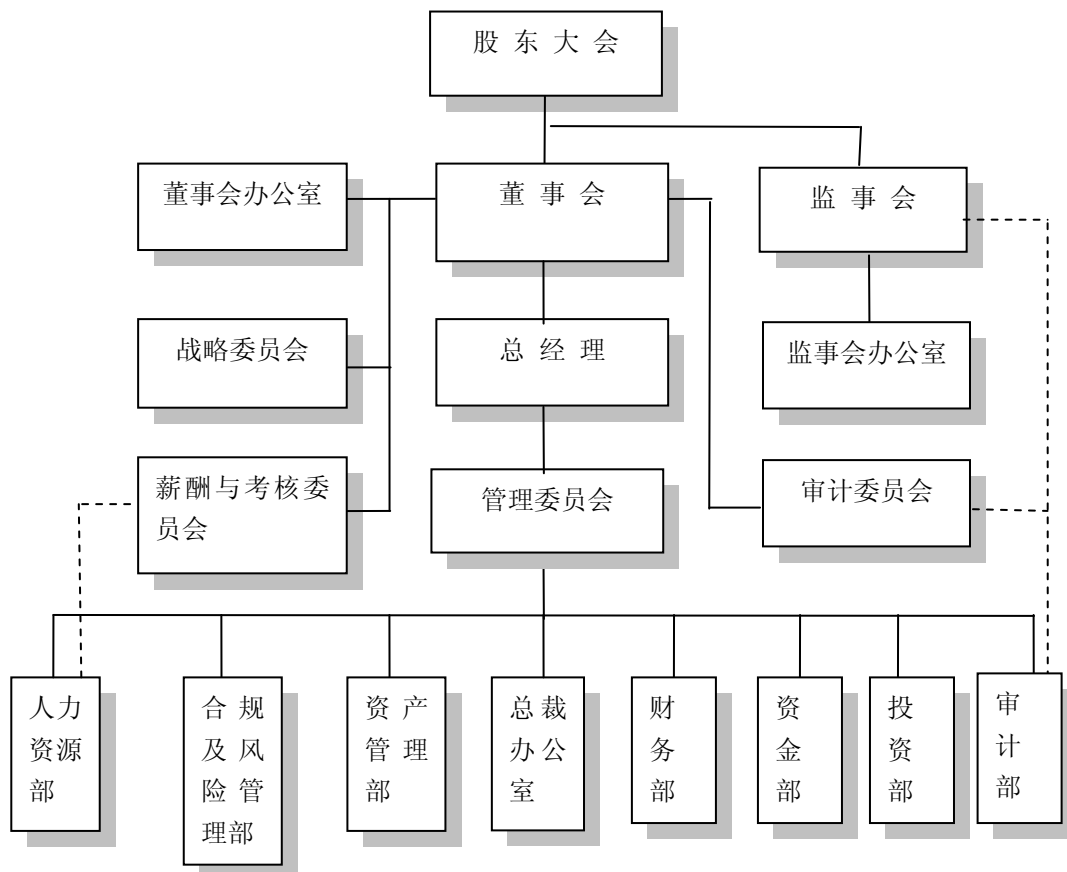 股 东 大 会
董事会办公室
董 事 会
监 事 会
战略委员会
总 经 理
监事会办公室
薪酬与考核委
员会
管理委员会
审计委员会
人力
资源
部
合 规
及 风
险 管
理部
资 产
管 理
部
总裁
办公
室
财
务
部
资
金
部
投
资
部
审
计
部